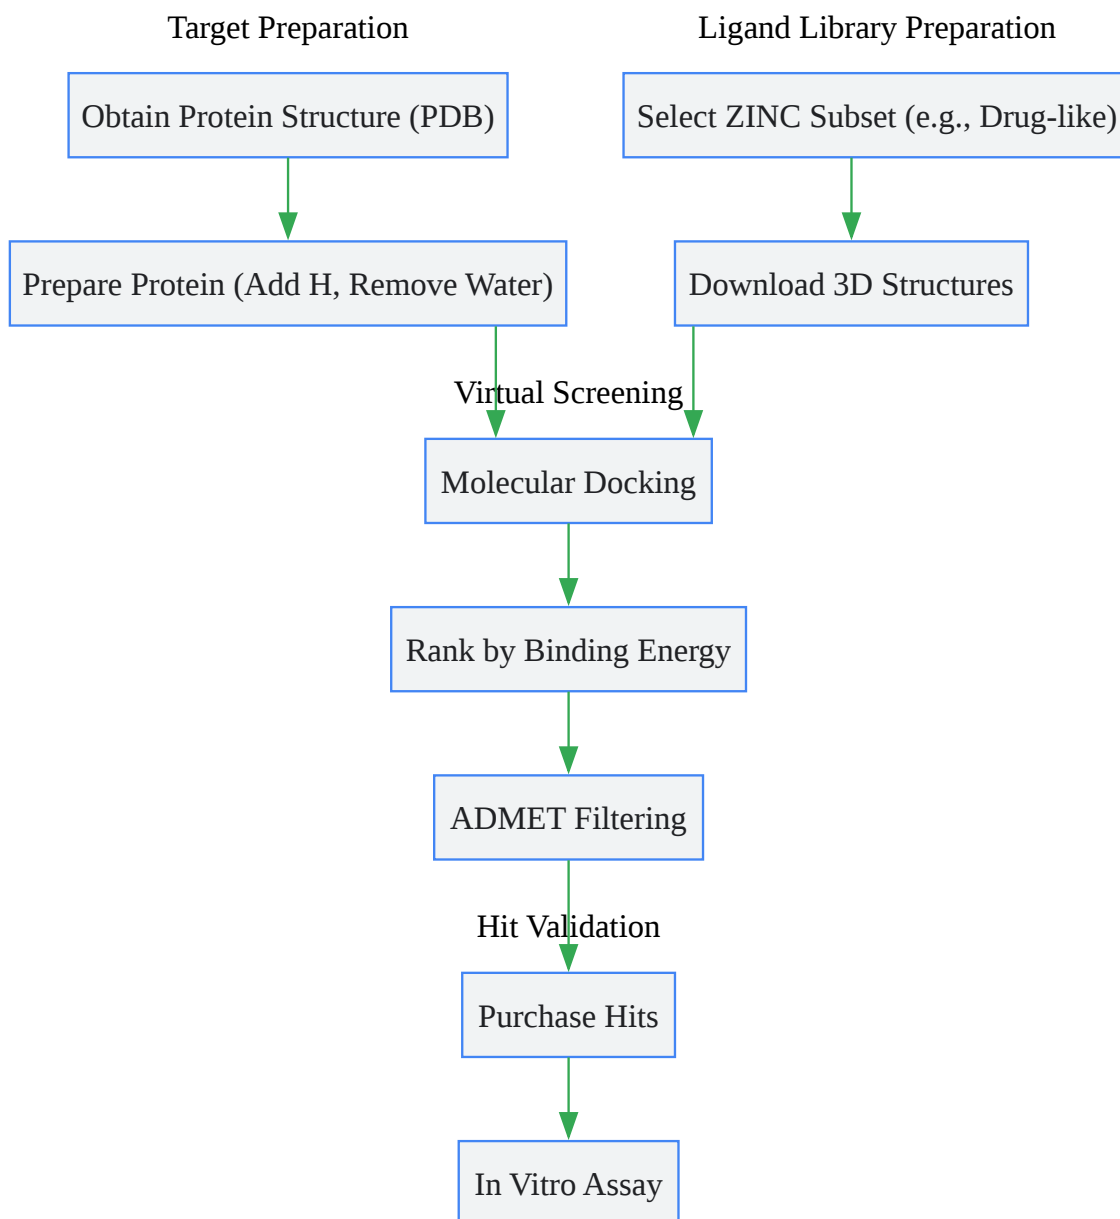 Target Preparation
Ligand Library Preparation
Obtain Protein Structure (PDB)
Select ZINC Subset (e.g., Drug-like)
Prepare Protein (Add H, Remove Water)
Download 3D Structures
Virtual Screening
Molecular Docking
Rank by Binding Energy
ADMET Filtering
Hit Validation
Purchase Hits
In Vitro Assay